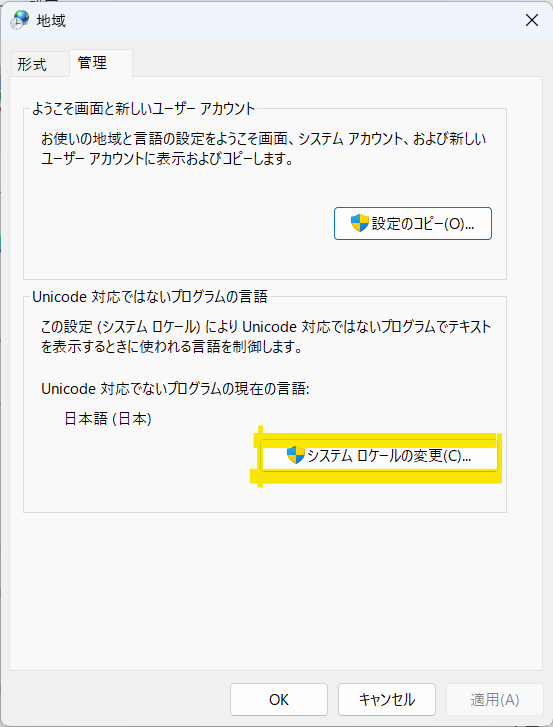 地域
形式
管理
ようこそ画面と新しいユーザー アカウント
お使いの地域と言語の設定をようこそ画面、システム アカウント、および新しい
ユーザー アカウントに表示およびコピーします。
設定のコピー(O)...
Unicode 対応ではないプログラムの言語
この設定 (システム ロケール) により Unicode 対応ではないプログラムでテキスト
を表示するときに使われる言語を制御します。
Unicode 対応でないプログラムの現在の言語:
日本語 (日本)
システム ロケールの変更(C)...
OK
キャンセル
適用(A)